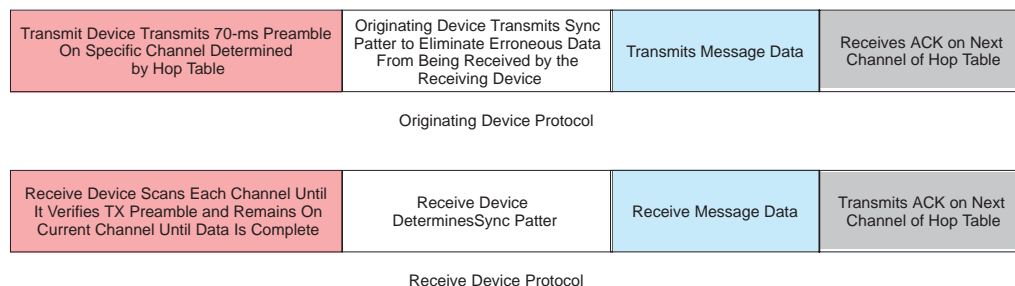 Transmit Device Transmits 70-ms Preamble
On Specific Channel Determined
by Hop Table
Originating Device Transmits Sync
Patter to Eliminate Erroneous Data
From Being Received by the
Receiving Device
Transmits Message Data
Receives ACK on Next
Channel of Hop Table
Originating Device Protocol
Receive Device Scans Each Channel Until
It Verifies TX Preamble and Remains On
Current Channel Until Data Is Complete
Receive Device
DeterminesSync Patter
Receive Message Data
Transmits ACK on Next
Channel of Hop Table
Receive Device Protocol